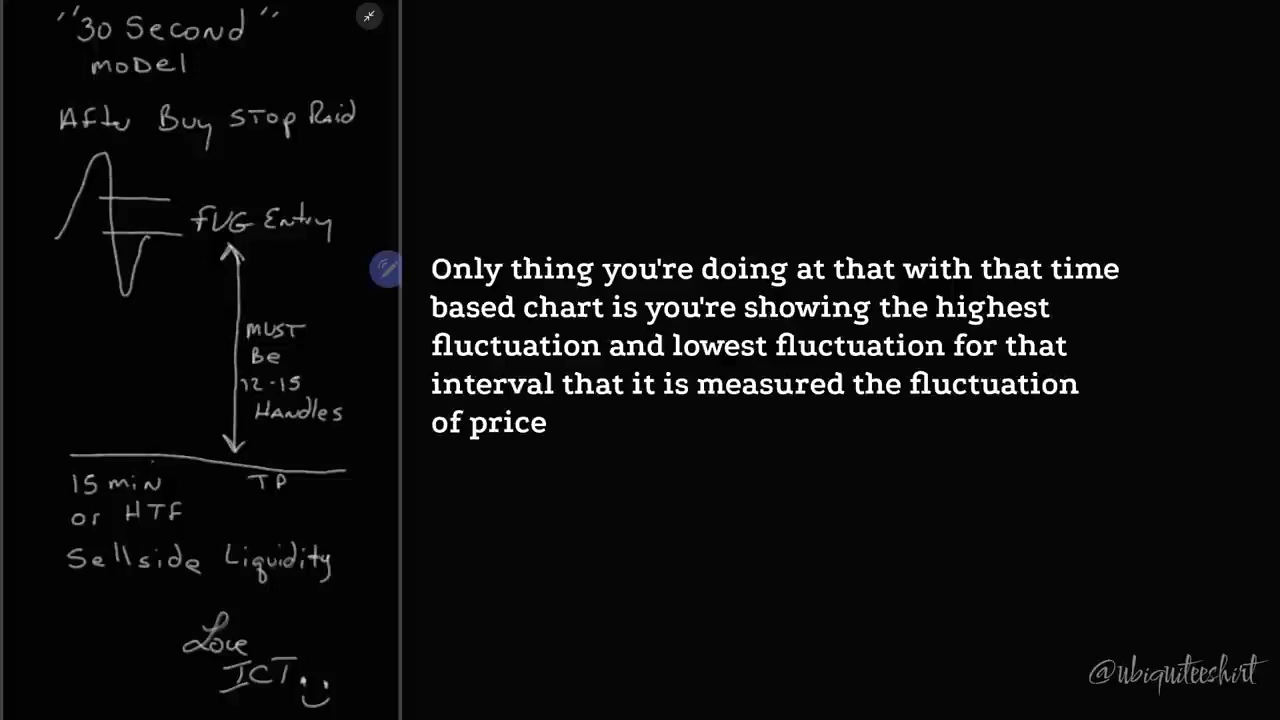 "30 Second"
model
After Buy Stop Raid
FVG Entry
MUST
Be
12-15
HANdles
15 min
or HTF
TP
Sellside Liquidity
Love
ICT
Only thing you're doing at that with that time
based chart is you're showing the highest
fluctuation and lowest fluctuation for that
interval that it is measured the fluctuation
of price
@ubiquiteeshirt